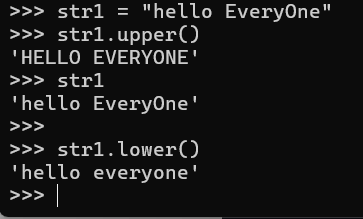 >>> str1 = "hello EveryOne"
>>> str1.upper()
'HELLO EVERYONE'
>>> str1
'hello EveryOne'
>>>
>>> str1.lower()
'hello everyone'
>>>